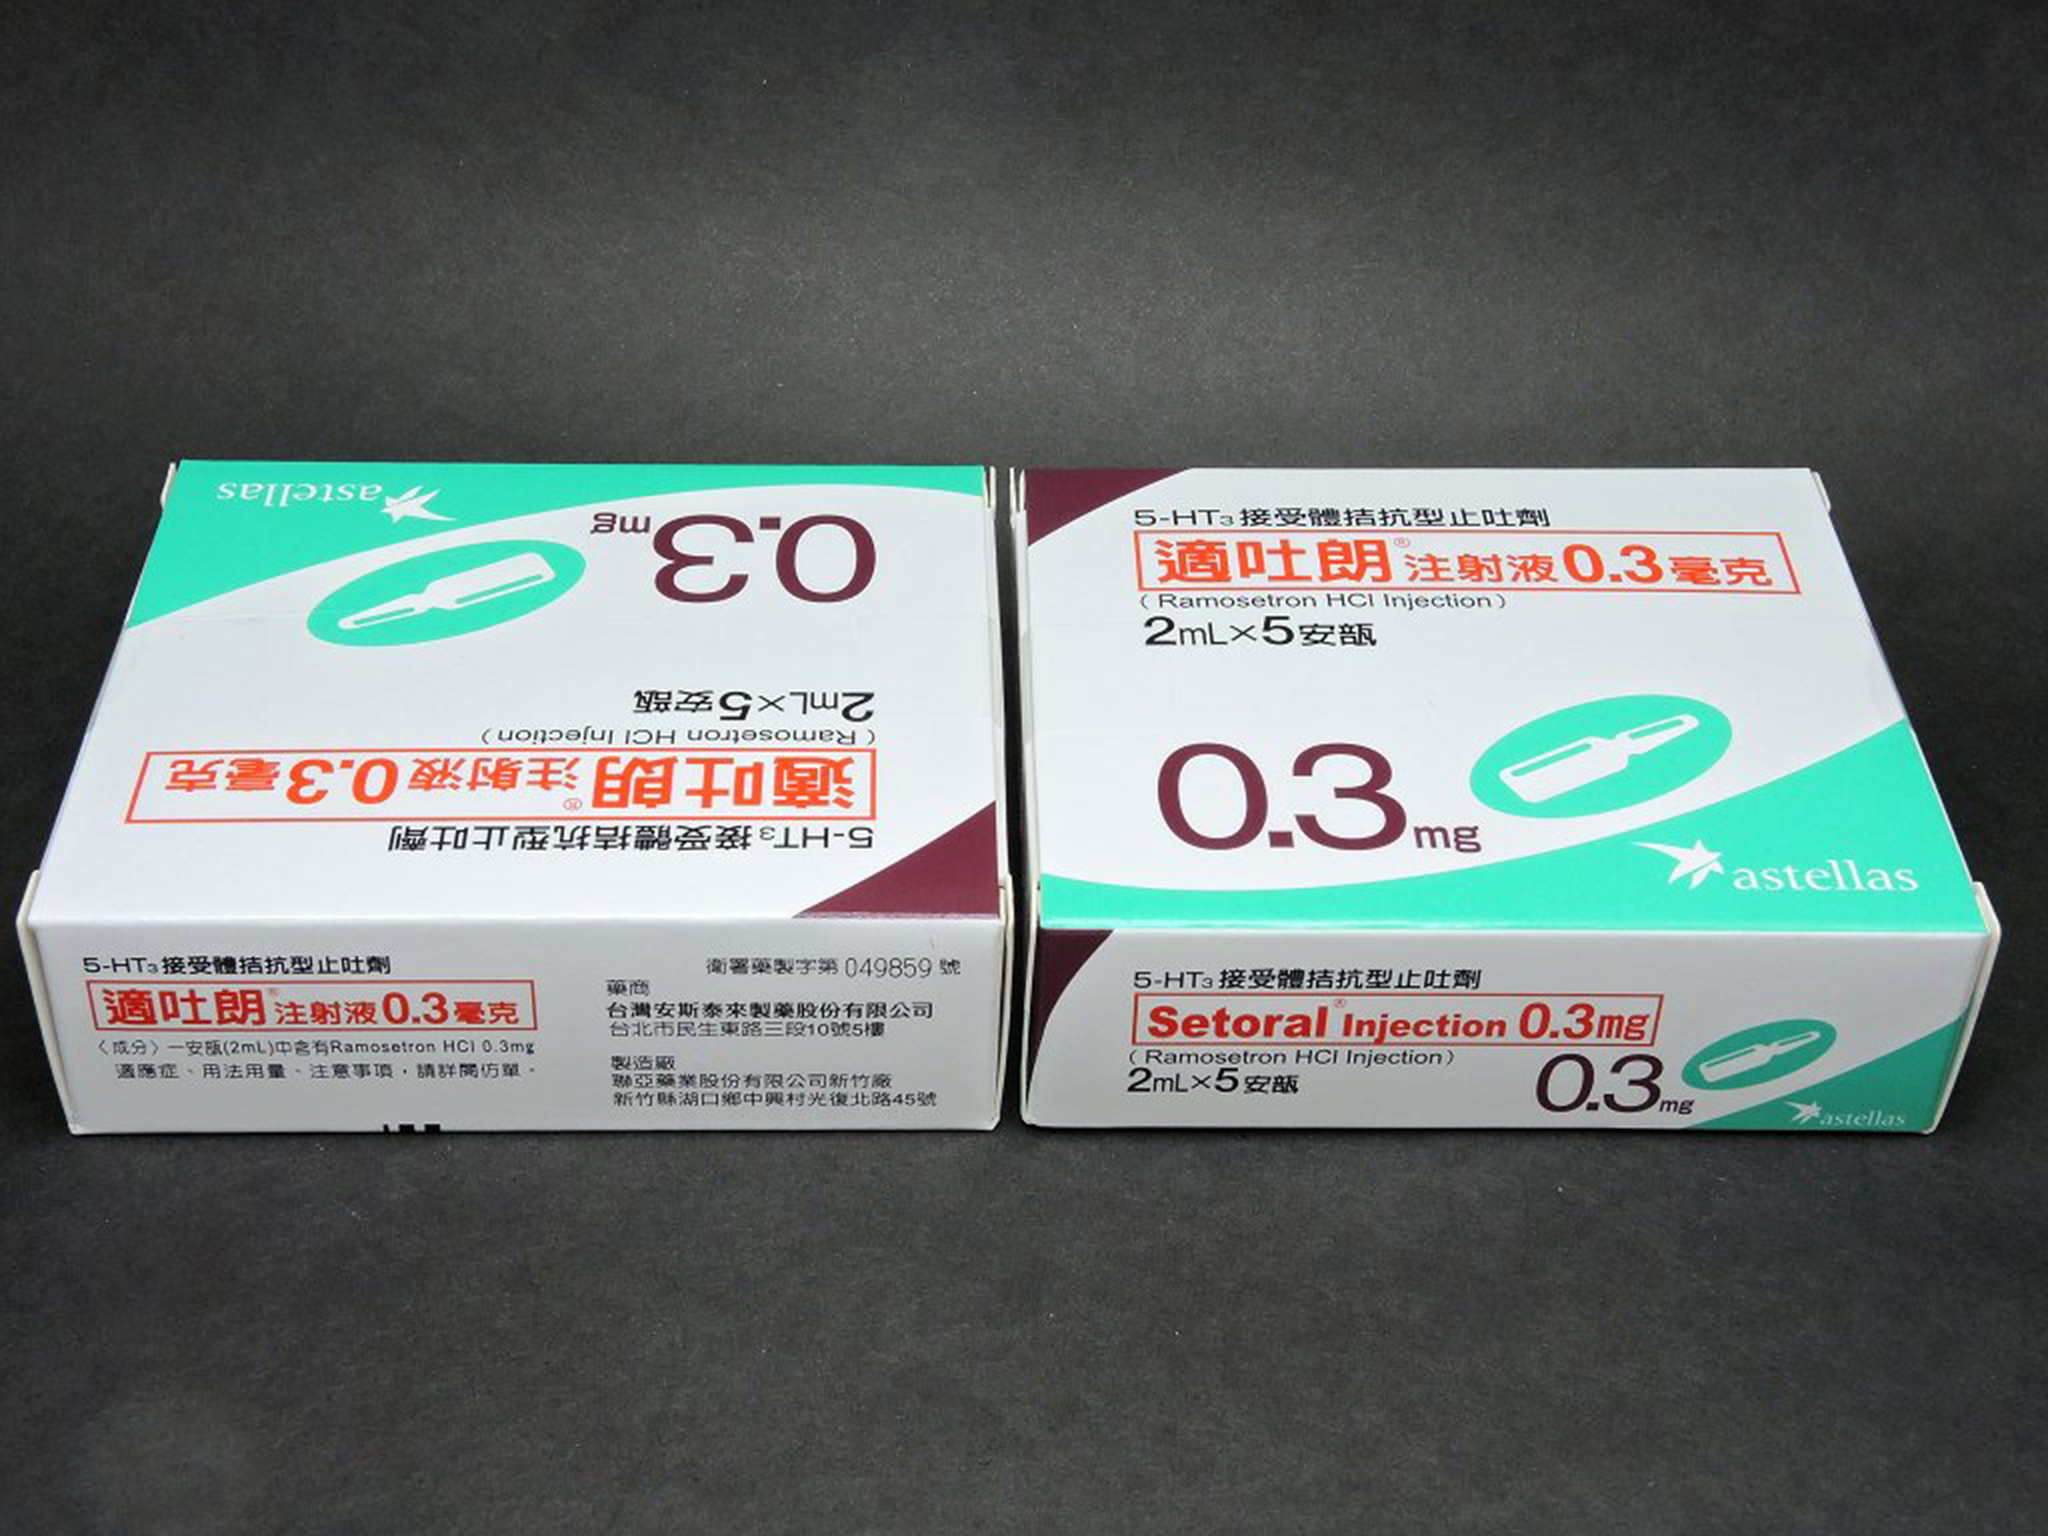 astellas
0.3mg
2mL×5安瓿
(Ramosetron HCl Injection)
適吐朗®注射液0.3毫克
5-HT₃接受體拮抗型止吐劑
5-HT₃接受體拮抗型止吐劑
適吐朗®注射液0.3毫克
〈成分〉一安瓿(2mL)中含有Ramosetron HCl 0.3mg
適應症、用法用量、注意事項，請詳閱仿單。
衛署藥製字第049859號
藥商
台灣安斯泰來製藥股份有限公司
台北市民生東路三段10號5樓
製造廠
聯亞藥業股份有限公司新竹廠
新竹縣湖口鄉中興村光復北路45號
5-HT₃接受體拮抗型止吐劑
適吐朗®注射液0.3毫克
(Ramosetron HCl Injection)
2mL×5安瓿
0.3mg
astellas
5-HT₃接受體拮抗型止吐劑
Setoral® Injection 0.3mg
(Ramosetron HCl Injection)
2mL×5安瓿
0.3mg
astellas